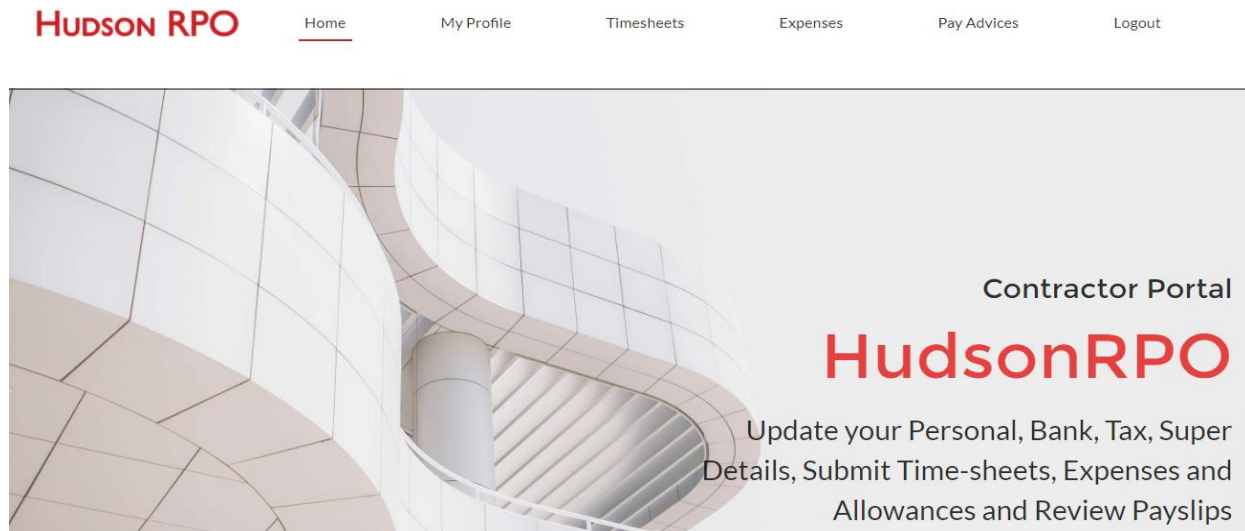 HUDSON RPO
Home My Profile Timesheets Expenses Pay Advices Logout
Contractor Portal
HudsonRPO
Update your Personal, Bank, Tax, Super
Details, Submit Time-sheets, Expenses and
Allowances and Review Payslips